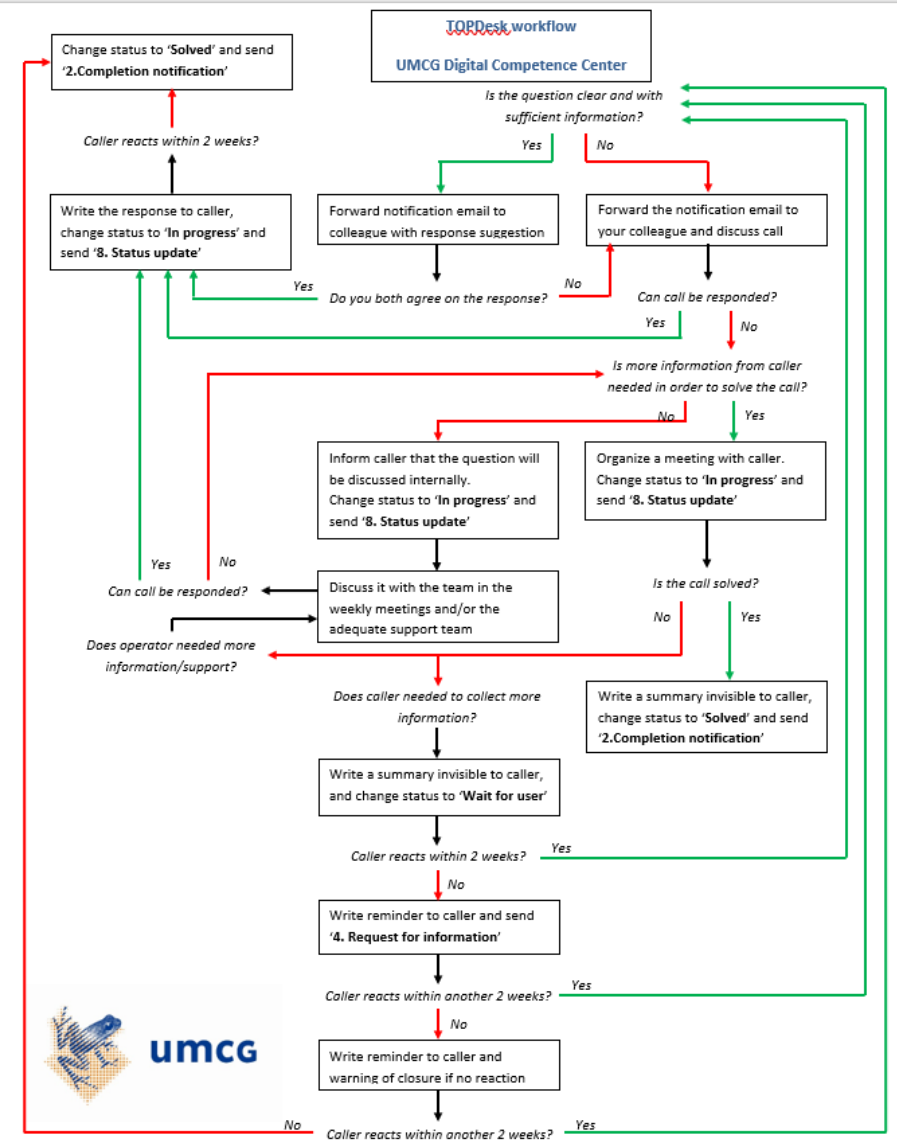 TOPDesk workflow
UMCG Digital Competence Center
Change status to ‘Solved’ and send
‘2.Completion notification’
Is the question clear and with
sufficient information?
Caller reacts within 2 weeks?
Yes
No
Write the response to caller,
change status to ‘In progress’ and
send ‘8. Status update’
Forward notification email to
colleague with response suggestion
Forward the notification email to
your colleague and discuss call
Yes
Do you both agree on the response?
No
Can call be responded?
Yes
No
Is more information from caller
needed in order to solve the call?
No
Yes
Inform caller that the question will
be discussed internally.
Change status to ‘In progress’ and
send ‘8. Status update’
Organize a meeting with caller.
Change status to ‘In progress’ and
send ‘8. Status update’
Yes
No
Can call be responded?
Discuss it with the team in the
weekly meetings and/or the
adequate support team
Is the call solved?
No
Yes
Does operator needed more
information/support?
Does caller needed to collect more
information?
Write a summary invisible to caller,
change status to ‘Solved’ and send
‘2.Completion notification’
Write a summary invisible to caller,
and change status to ‘Wait for user’
Caller reacts within 2 weeks?
Yes
No
Write reminder to caller and send
‘4. Request for information’
Caller reacts within another 2 weeks?
Yes
No
Write reminder to caller and
warning of closure if no reaction
No
Caller reacts within another 2 weeks?
Yes
umcg